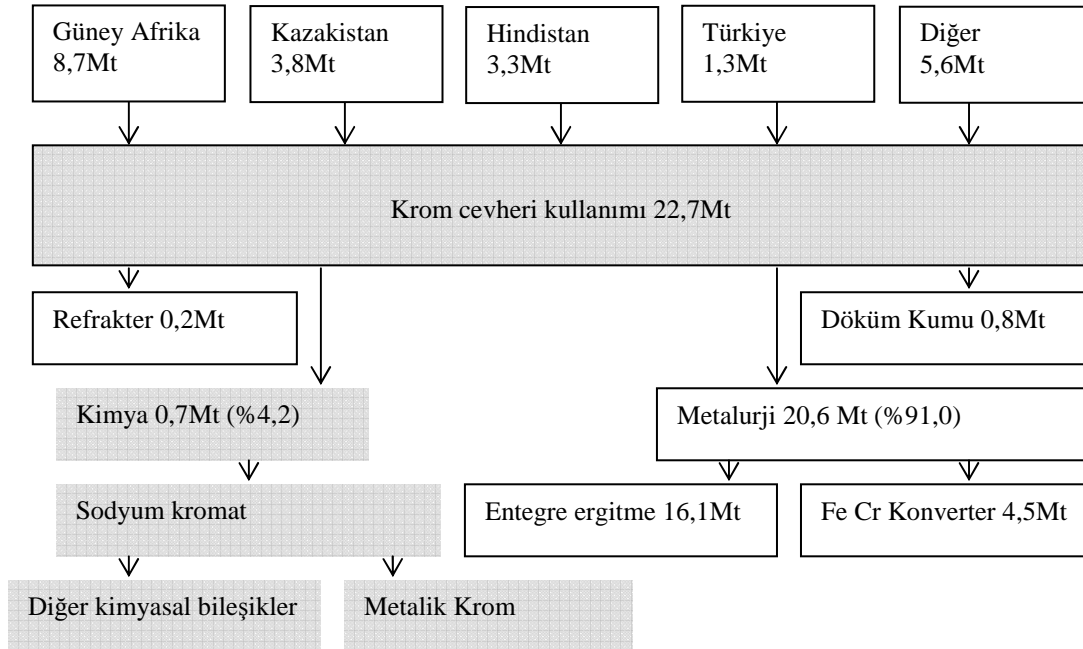 Güney Afrika
8,7Mt
Kazakistan
3,8Mt
Hindistan
3,3Mt
Türkiye
1,3Mt
Diğer
5,6Mt
Krom cevheri kullanımı 22,7Mt
Refrakter 0,2Mt
Döküm Kumu 0,8Mt
Kimya 0,7Mt (%4,2)
Metalurji 20,6 Mt (%91,0)
Sodyum kromat
Entegre ergitme 16,1Mt
Fe Cr Konverter 4,5Mt
Diğer kimyasal bileşikler
Metalik Krom